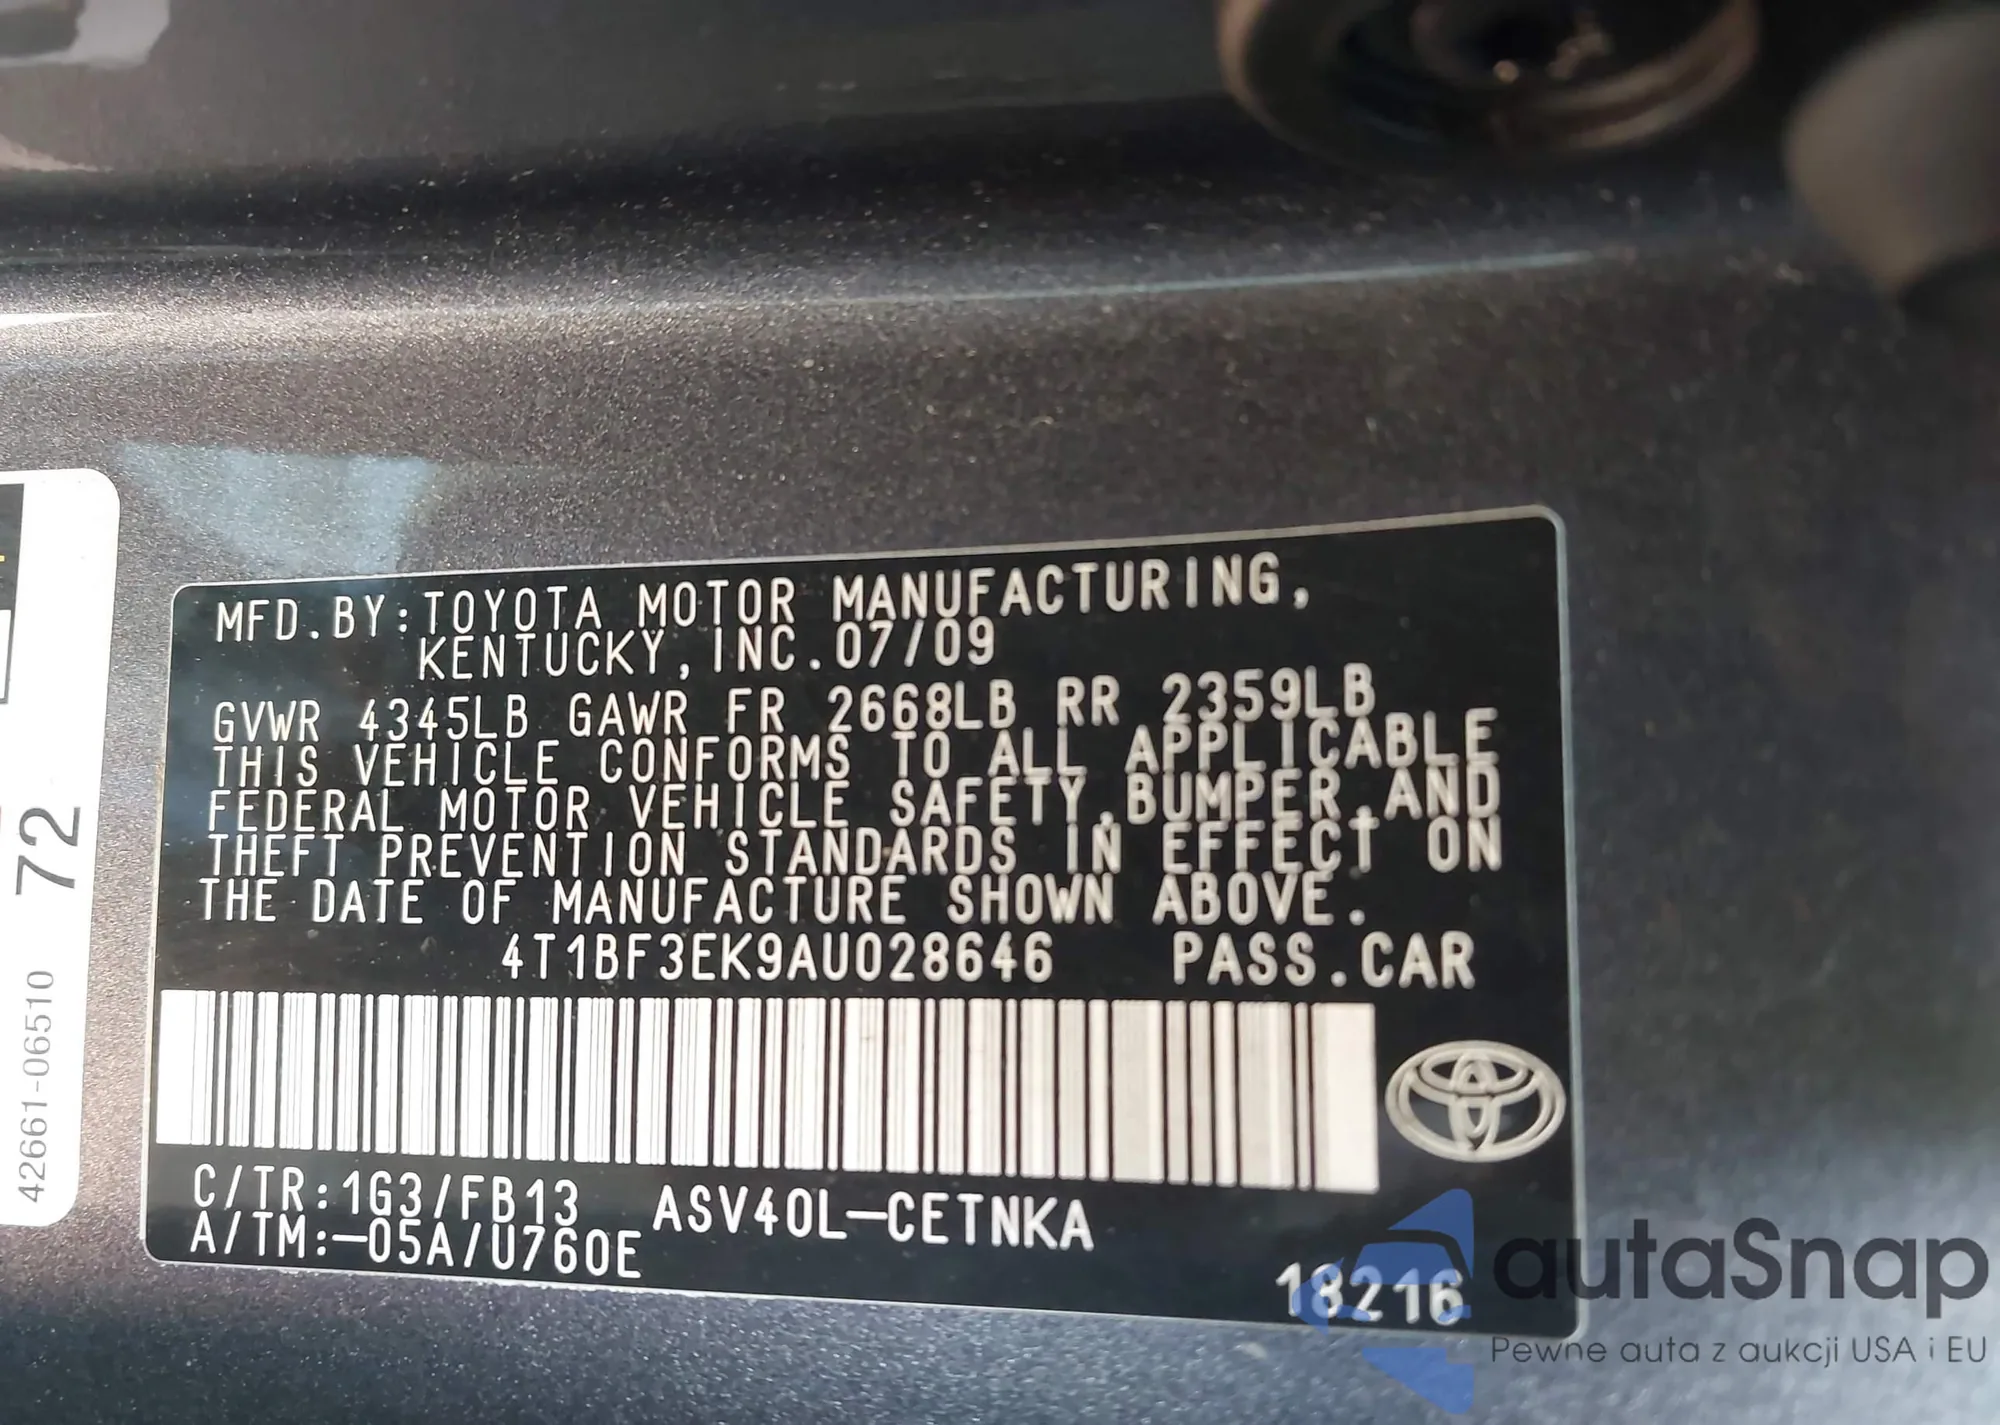 MFD.BY:TOYOTA MOTOR MANUFACTURING,
KENTUCKY, INC.07/09
GVWR 4345LB GAWR FR 2668LB RR 2359LB
THIS VEHICLE CONFORMS TO ALL APPLICABLE
FEDERAL MOTOR VEHICLE SAFETY,BUMPER,AND
THEFT PREVENTION STANDARDS IN EFFECT ON
THE DATE OF MANUFACTURE SHOWN ABOVE.
4T1BF3EK9AU028646 PASS.CAR
C/TR:1G3/FB13 ASV40L-CETNKA
A/TM:-05A/U760E
18216
72
42661-06510
autaSnap
Pewne auta z aukcji USA i EU